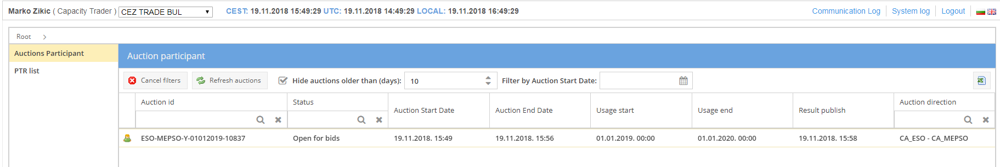 Marko Zikic ( Capacity Trader ) CEZ TRADE BUL CEST: 19.11.2018 15:49:29 UTC: 19.11.2018 14:49:29 LOCAL: 19.11.2018 16:49:29 Communication Log System log Logout
Root
Auctions Participant
PTR list
Auction participant
Cancel filters Refresh auctions Hide auctions older than (days): 10 Filter by Auction Start Date:
Auction id Status Auction Start Date Auction End Date Usage start Usage end Result publish Auction direction
ESO-MEPSO-Y-01012019-10837 Open for bids 19.11.2018. 15:49 19.11.2018. 15:56 01.01.2019. 00:00 01.01.2020. 00:00 19.11.2018. 15:58 CA_ESO - CA_MEPSO